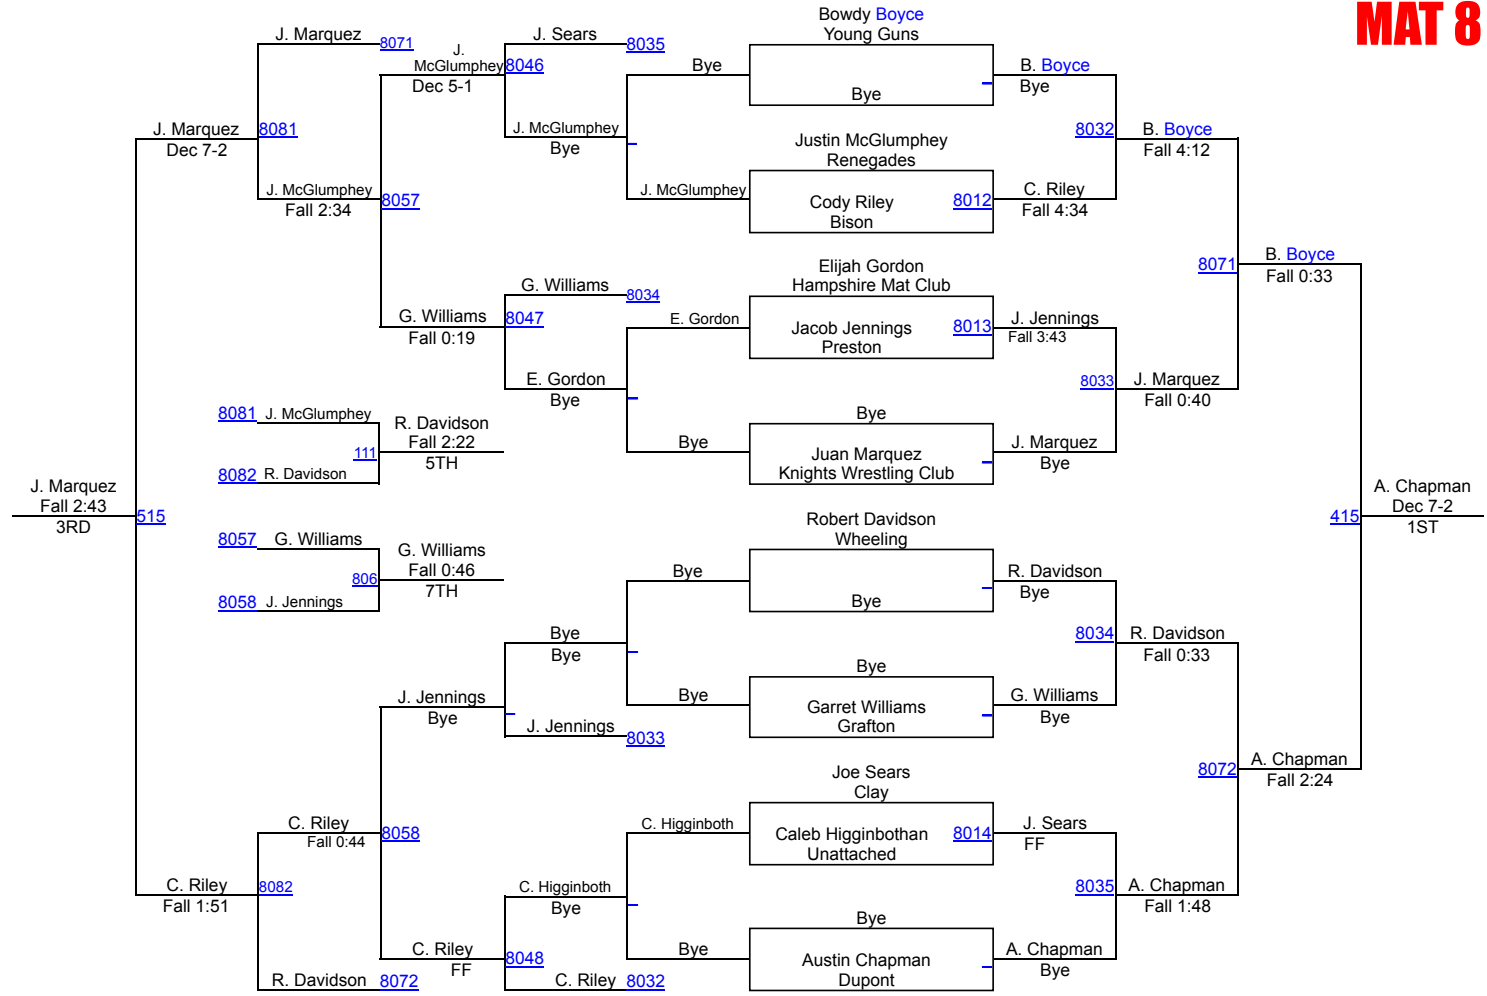 MAT 8
Bowdy Boyce
Young Guns
Bye
Justin McGlumphey
Renegades
Cody Riley
Bison
8012
Elijah Gordon
Hampshire Mat Club
Jacob Jennings
Preston
8013
Bye
Juan Marquez
Knights Wrestling Club
Robert Davidson
Wheeling
Bye
Bye
Garret Williams
Grafton
Joe Sears
Clay
Caleb Higginbothan
Unattached
8014
Bye
Austin Chapman
Dupont
B. Boyce
Bye
8032
C. Riley
Fall 4:34
J. Jennings
Fall 3:43
8033
J. Marquez
Bye
R. Davidson
Bye
8034
G. Williams
Bye
J. Sears
FF
8035
A. Chapman
Bye
B. Boyce
Fall 4:12
8071
J. Marquez
Fall 0:40
R. Davidson
Fall 0:33
8072
A. Chapman
Fall 1:48
B. Boyce
Fall 0:33
415
A. Chapman
Fall 2:24
A. Chapman
Dec 7-2
1ST
Bye
J. McGlumphey
E. Gordon
Bye
Bye
Bye
C. Higginboth
Bye
J. Sears
8035
J. McGlumphey
Bye
G. Williams
8034
E. Gordon
Bye
Bye
Bye
J. Jennings
8033
C. Higginboth
Bye
C. Riley
8032
J.
McGlumphey
8046
Dec 5-1
G. Williams
8047
Fall 0:19
J. Jennings
Bye
C. Riley
8048
FF
J. Marquez
8071
J. McGlumphey
8057
Fall 2:34
C. Riley
8058
Fall 0:44
R. Davidson
8072
J. Marquez
8081
Dec 7-2
C. Riley
8082
Fall 1:51
8081 J. McGlumphey
111
8082 R. Davidson
R. Davidson
Fall 2:22
5TH
8057 G. Williams
806
8058 J. Jennings
G. Williams
Fall 0:46
7TH
J. Marquez
Fall 2:43
515
3RD